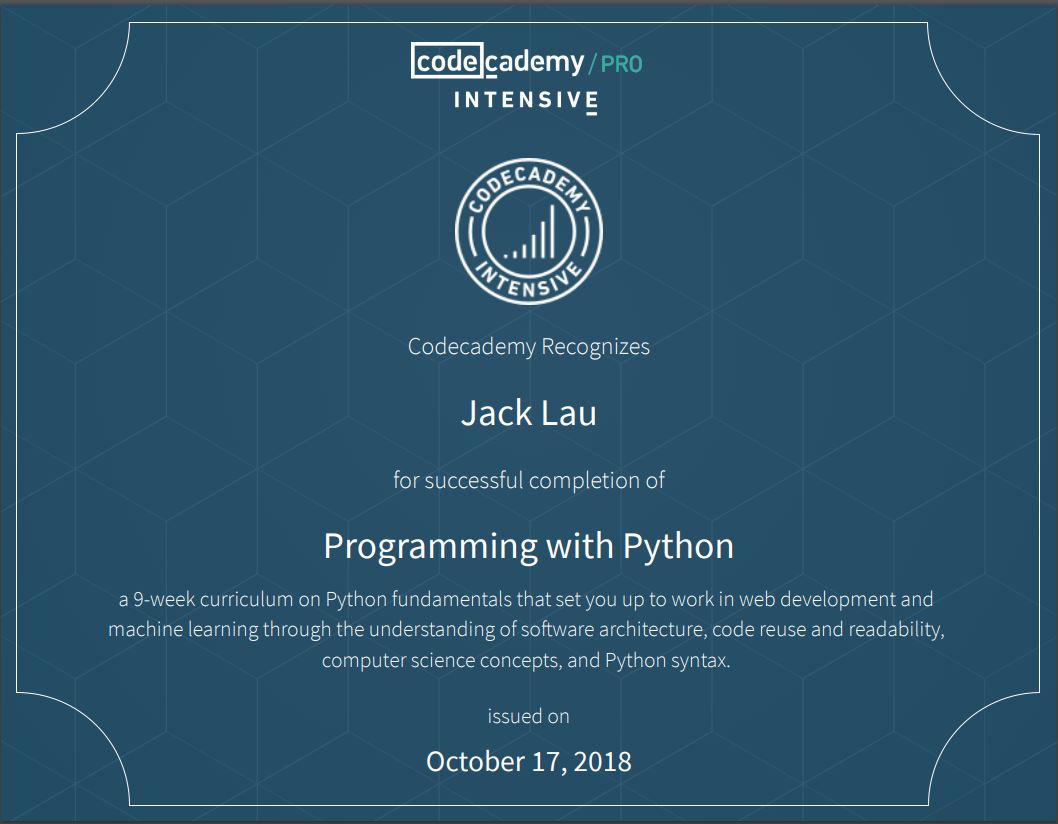 codecademy / PRO
INTENSIVE
CODECADEMY
INTENSIVE
Codecademy Recognizes
Jack Lau
for successful completion of
Programming with Python
a 9-week curriculum on Python fundamentals that set you up to work in web development and
machine learning through the understanding of software architecture, code reuse and readability,
computer science concepts, and Python syntax.
issued on
October 17, 2018